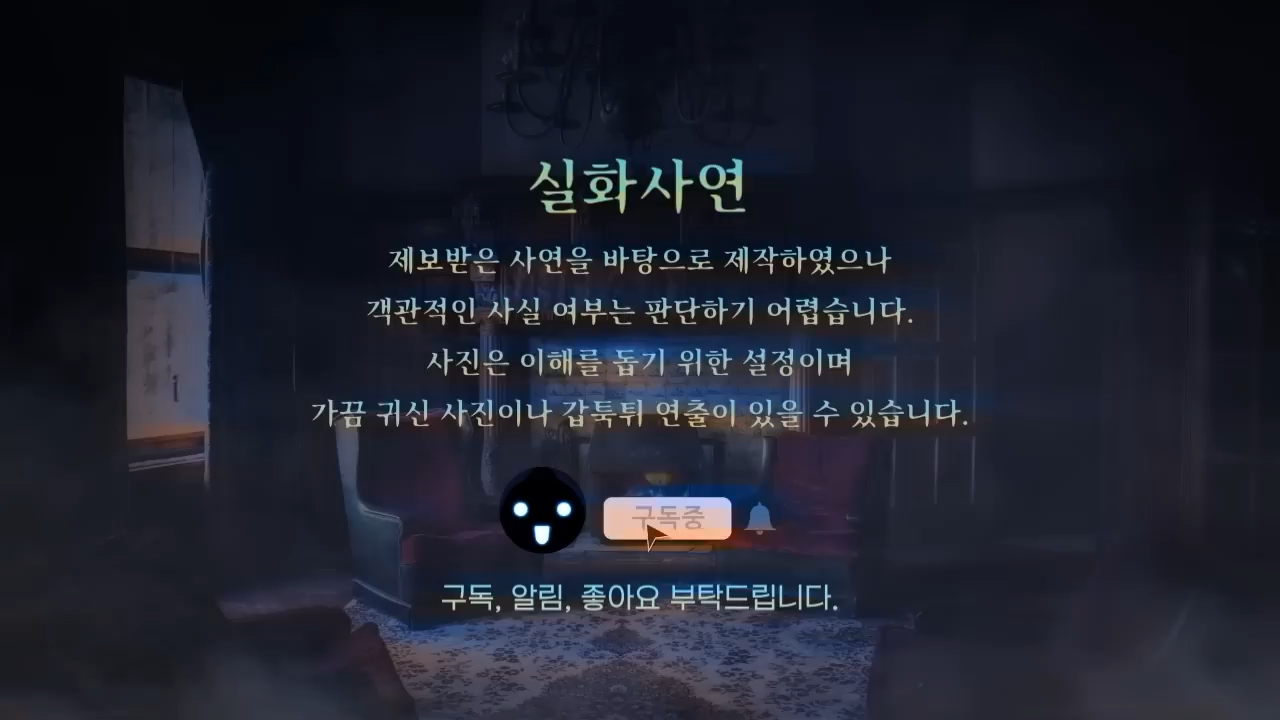 실화사연
제보받은 사연을 바탕으로 제작하였으나
객관적인 사실 여부는 판단하기 어렵습니다.
사진은 이해를 돕기 위한 설정이며
가끔 귀신 사진이나 갑툭튀 연출이 있을 수 있습니다.
구독중
구독, 알림, 좋아요 부탁드립니다.